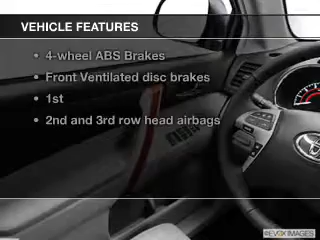 VEHICLE FEATURES
• 4-wheel ABS Brakes
• Front Ventilated disc brakes
• 1st
• 2nd and 3rd row head airbags
©EVOX IMAGES